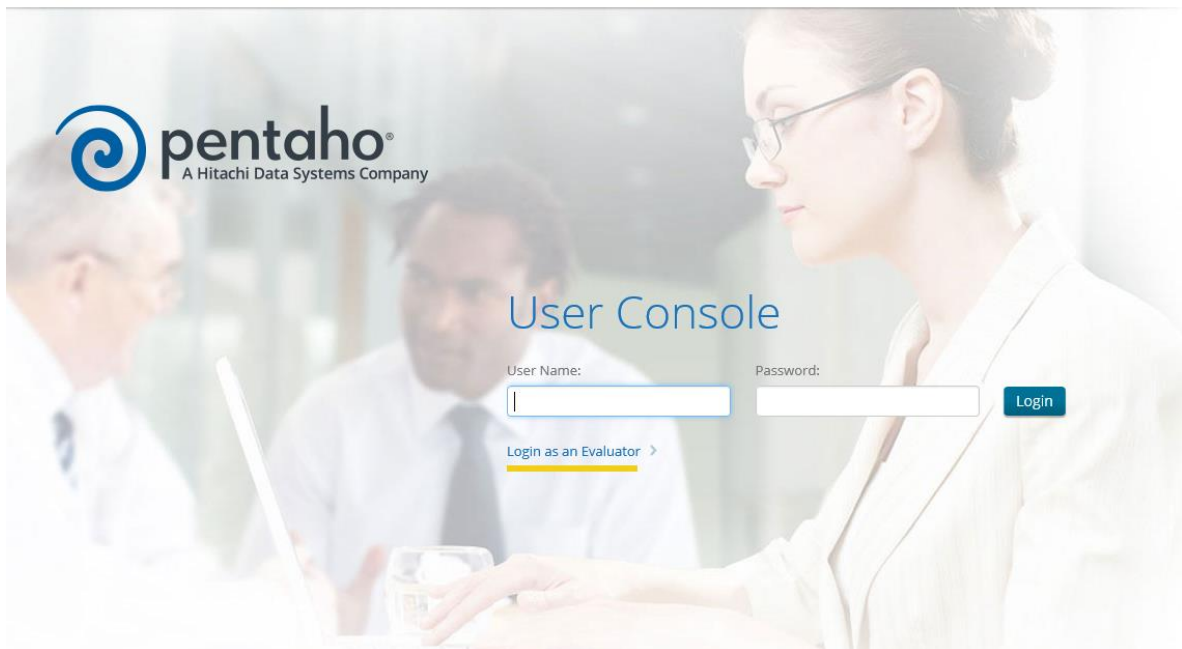 pentaho®
A Hitachi Data Systems Company
User Console
User Name:
Password:
Login
Login as an Evaluator >